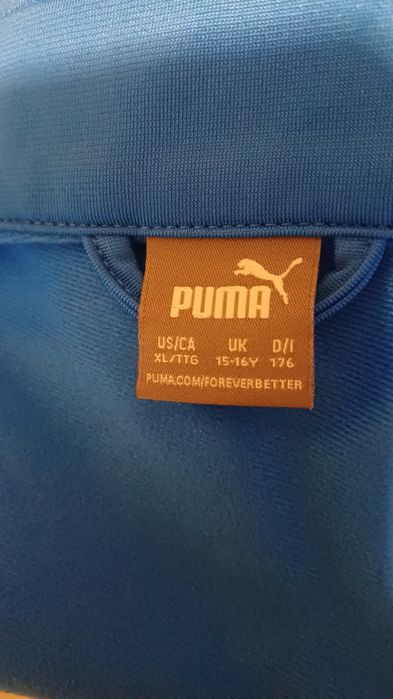 PUMA
US/CA UK D/I
XL/TTG 15-16Y 176
PUMA.COM/FOREVERBETTER